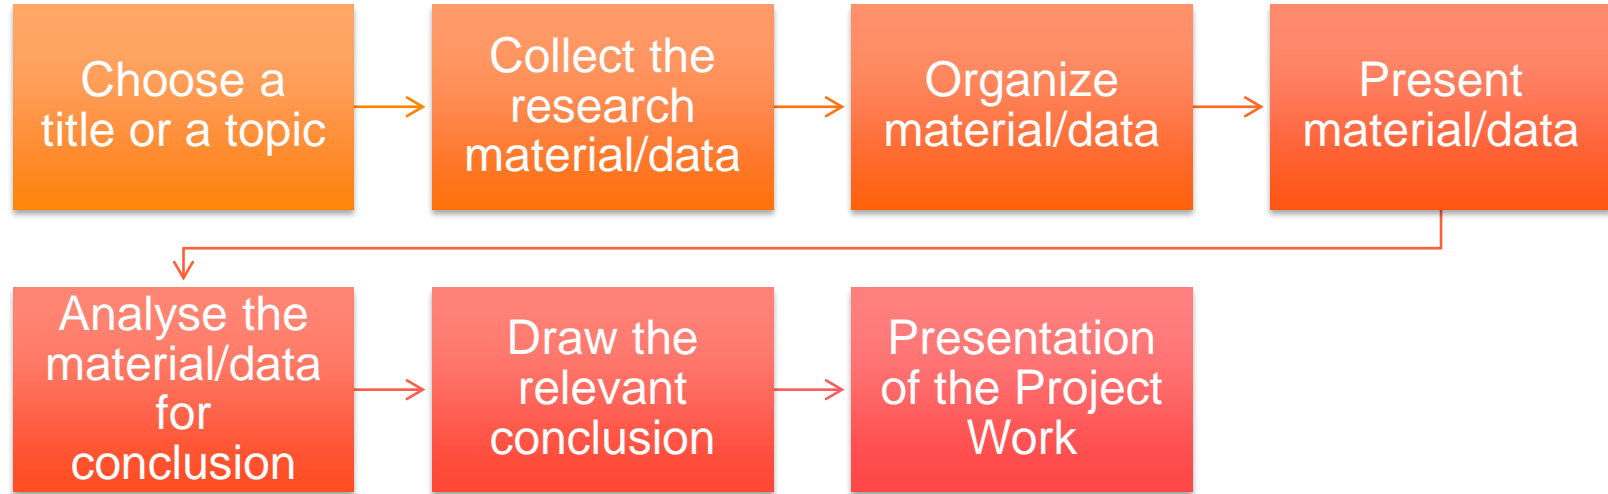 Choose a
title or a topic
Collect the
research
material/data
Organize
material/data
Present
material/data
Analyse the
material/data
for
conclusion
Draw the
relevant
conclusion
Presentation
of the Project
Work